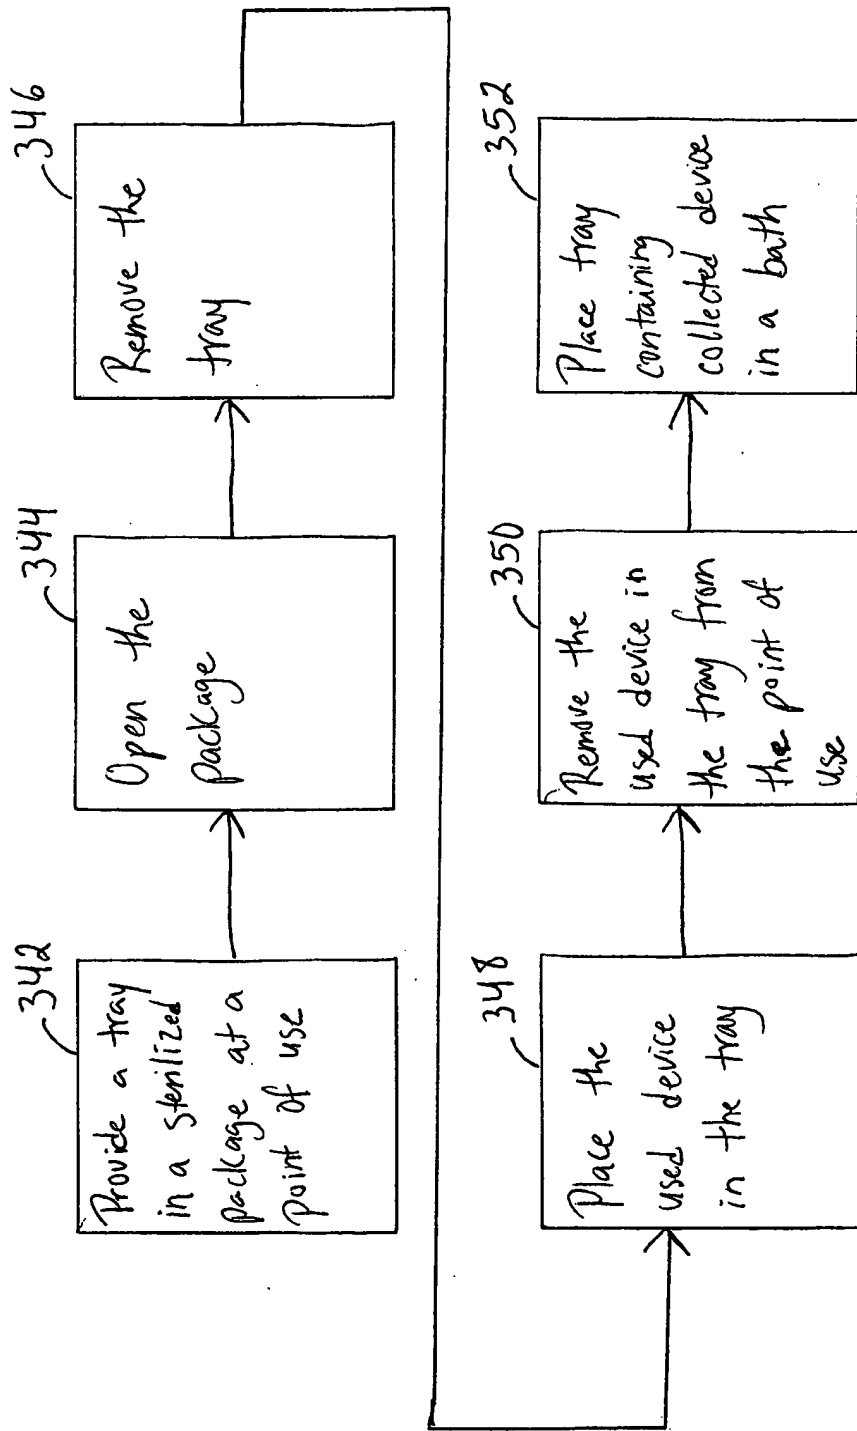 342
Provide a tray
in a sterilized
package at a
point of use
344
Open the
package
346
Remove the
tray
348
Place the
used device
in the tray
350
Remove the
used device in
the tray from
the point of
use
352
Place tray
containing
collected device
in a bath